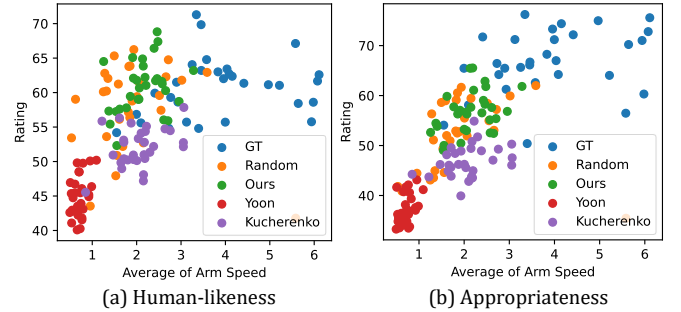 70
65
60
55
50
45
40
Rating
GT
Random
Ours
Yoon
Kucherenko
1 2 3 4 5 6
Average of Arm Speed
(a) Human-likeness
70
60
50
40
Rating
GT
Random
Ours
Yoon
Kucherenko
1 2 3 4 5 6
Average of Arm Speed
(b) Appropriateness